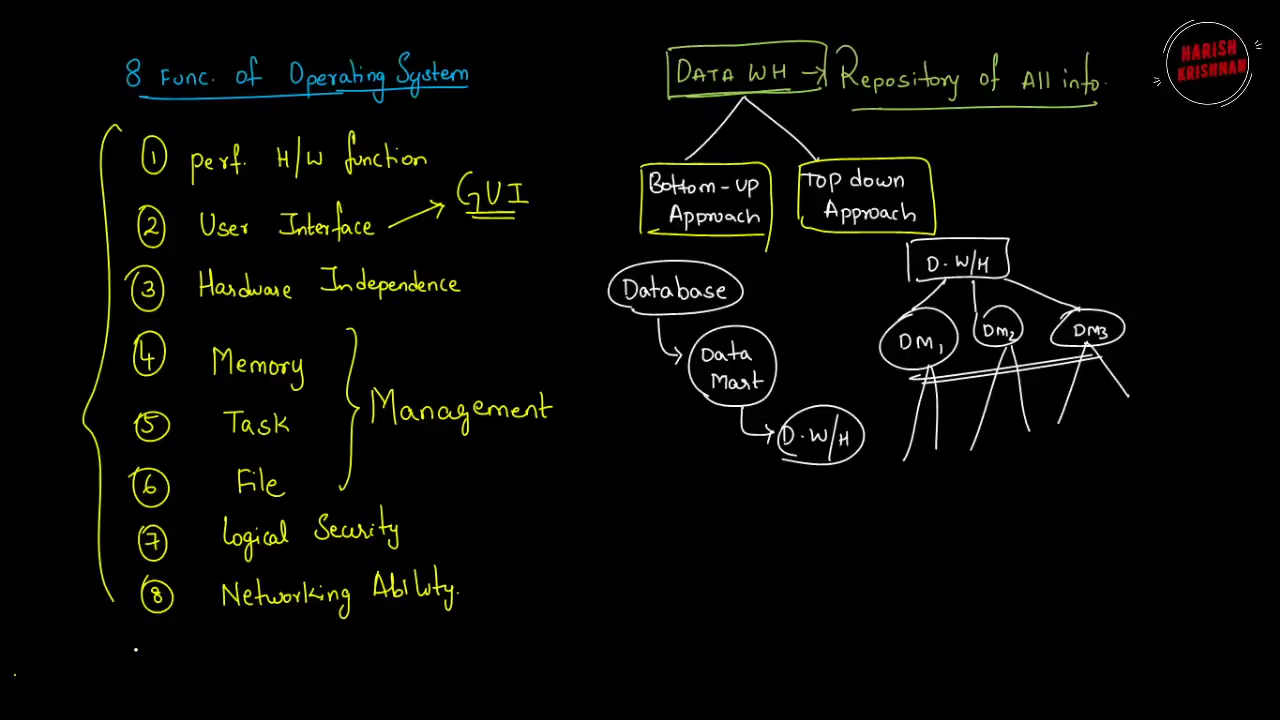 8 Func. of Operating System
1 perf. H/W function
2 User Interface
GUI
3 Hardware Independence
4 Memory
5 Task
6 File
Management
7 Logical Security
8 Networking Ability.
DATA WH → Repository of All info.
Bottom-up
Approach
Top down
Approach
Database
Data
Mart
D.W/H
D.W/H
DM1
DM2
DM3
HARISH
KRISHNAN